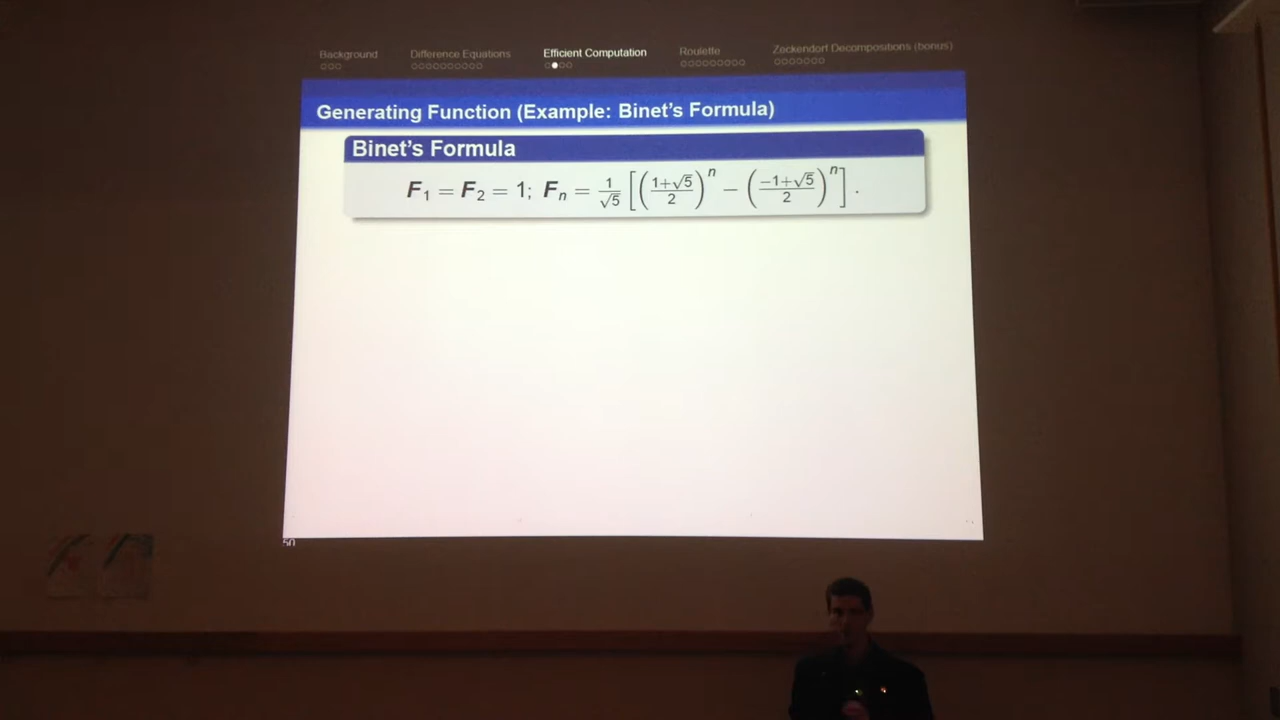 Background Difference Equations Efficient Computation Roulette Zeckendorf Decompositions (bonus)
Generating Function (Example: Binet's Formula)
Binet's Formula
F₁ = F₂ = 1; Fₙ = 1/√5 [((1+√5)/2)ⁿ − ((−1+√5)/2)ⁿ].
50